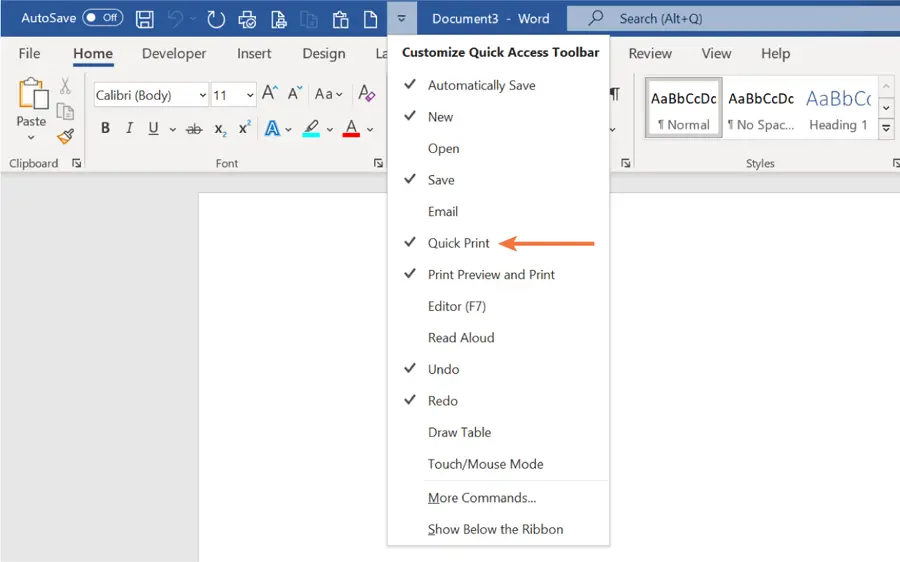 AutoSave Off Document3 - Word Search (Alt+Q)
File Home Developer Insert Design La Review View Help
Customize Quick Access Toolbar
Automatically Save
New
Open
Save
Email
Quick Print
Print Preview and Print
Editor (F7)
Read Aloud
Undo
Redo
Draw Table
Touch/Mouse Mode
More Commands...
Show Below the Ribbon
Paste
Clipboard
Calibri (Body) 11 A A Aa A
B I U ab x2 x2 A A
Font
¶
AaBbCcDc AaBbCcDc AaBbCc
¶ Normal ¶ No Spac... Heading 1
Styles